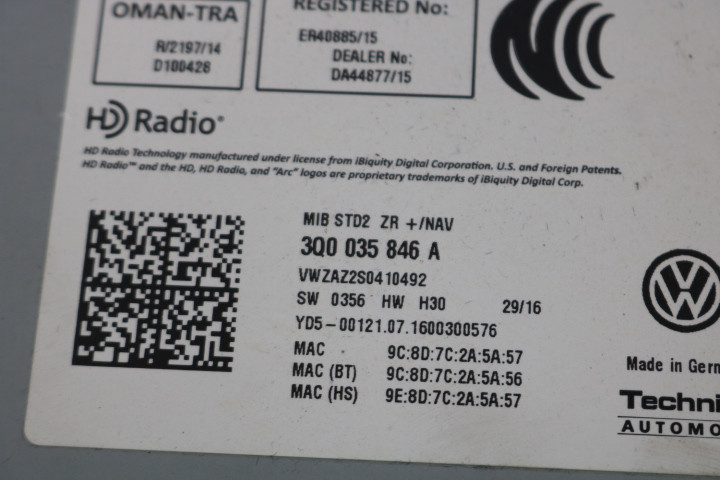 OMAN-TRA
R/2197/14
D100428
REGISTERED No:
ER40885/15
DEALER No:
DA44877/15
HD Radio®
HD Radio Technology manufactured under license from iBiquity Digital Corporation. U.S. and Foreign Patents.
HD Radio™ and the HD, HD Radio, and "Arc" logos are proprietary trademarks of iBiquity Digital Corp.
MIB STD2 ZR +/NAV
3Q0 035 846 A
VWZAZ2S0410492
SW 0356 HW H30 29/16
YD5-00121.07.1600300576
MAC 9C:8D:7C:2A:5A:57
MAC (BT) 9C:8D:7C:2A:5A:56
MAC (HS) 9E:8D:7C:2A:5A:57
Made in Germ
Techni
AUTOMO